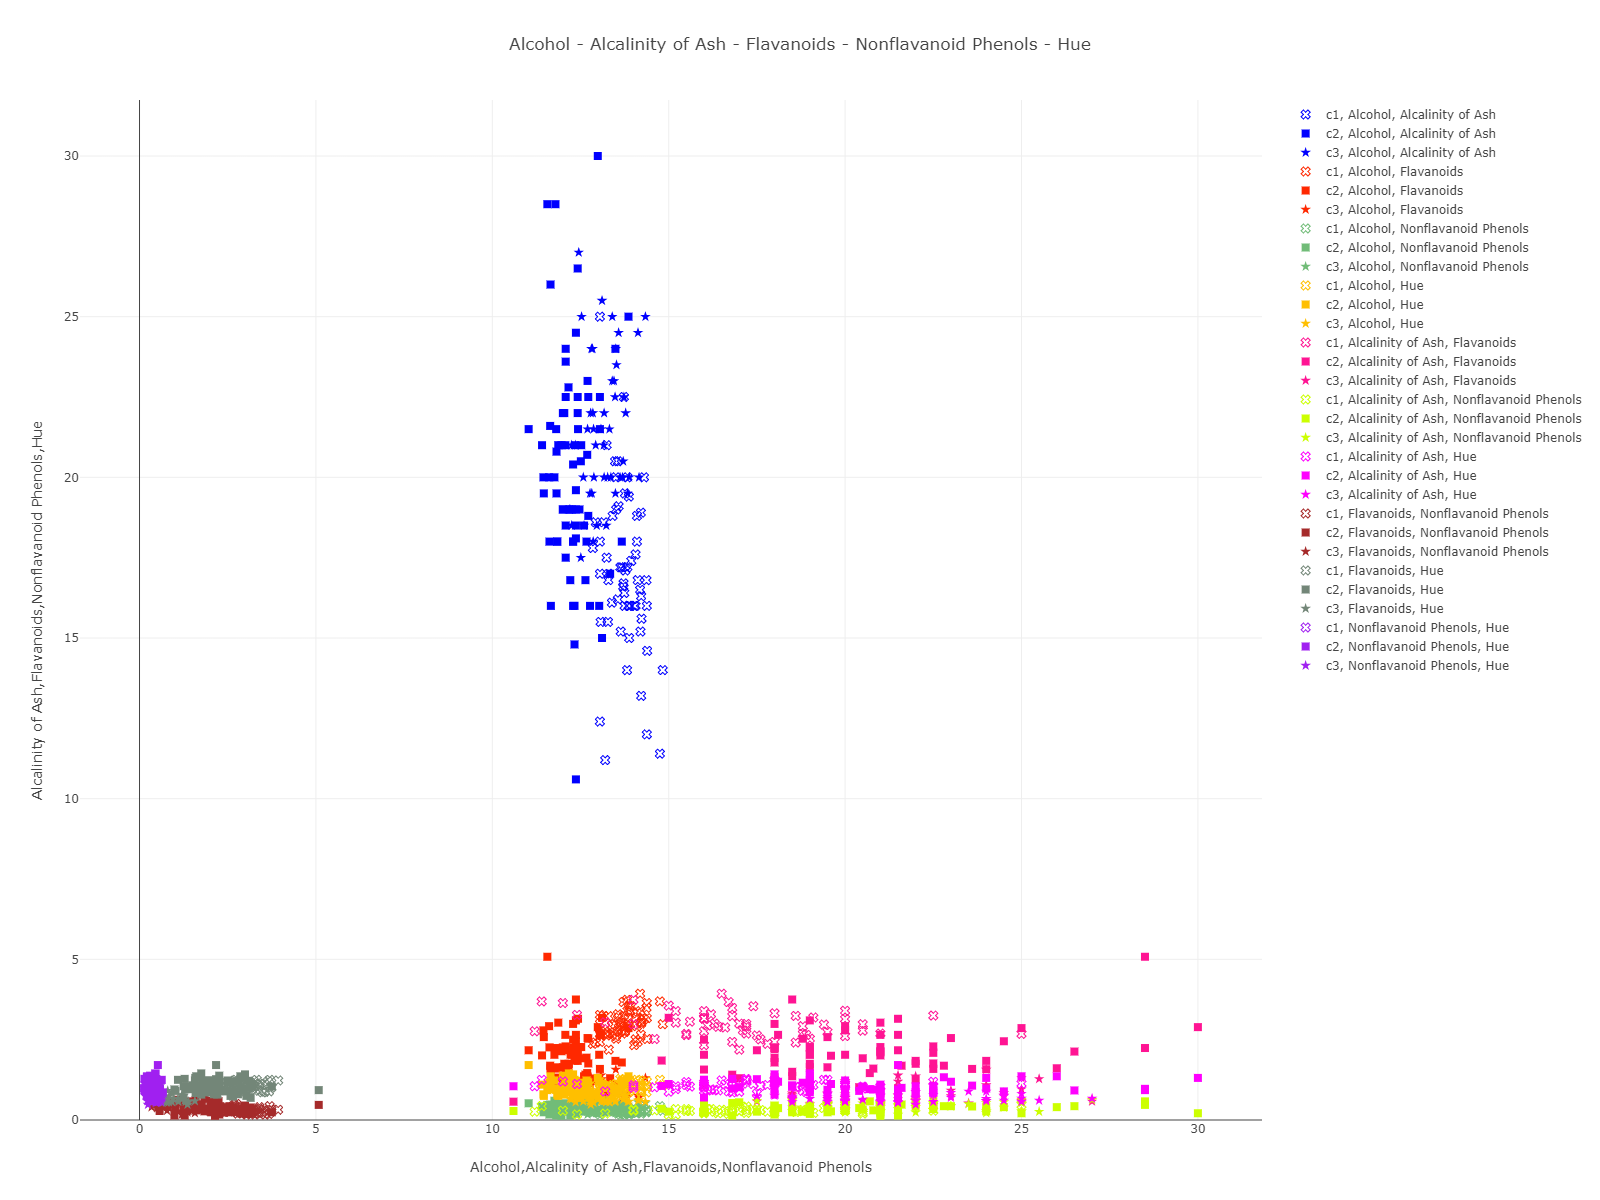 Alcohol - Alcalinity of Ash - Flavanoids - Nonflavanoid Phenols - Hue
Alcalinity of Ash,Flavanoids,Nonflavanoid Phenols,Hue
30
25
20
15
10
5
0
0 5 10 15 20 25 30
Alcohol,Alcalinity of Ash,Flavanoids,Nonflavanoid Phenols
c1, Alcohol, Alcalinity of Ash
c2, Alcohol, Alcalinity of Ash
c3, Alcohol, Alcalinity of Ash
c1, Alcohol, Flavanoids
c2, Alcohol, Flavanoids
c3, Alcohol, Flavanoids
c1, Alcohol, Nonflavanoid Phenols
c2, Alcohol, Nonflavanoid Phenols
c3, Alcohol, Nonflavanoid Phenols
c1, Alcohol, Hue
c2, Alcohol, Hue
c3, Alcohol, Hue
c1, Alcalinity of Ash, Flavanoids
c2, Alcalinity of Ash, Flavanoids
c3, Alcalinity of Ash, Flavanoids
c1, Alcalinity of Ash, Nonflavanoid Phenols
c2, Alcalinity of Ash, Nonflavanoid Phenols
c3, Alcalinity of Ash, Nonflavanoid Phenols
c1, Alcalinity of Ash, Hue
c2, Alcalinity of Ash, Hue
c3, Alcalinity of Ash, Hue
c1, Flavanoids, Nonflavanoid Phenols
c2, Flavanoids, Nonflavanoid Phenols
c3, Flavanoids, Nonflavanoid Phenols
c1, Flavanoids, Hue
c2, Flavanoids, Hue
c3, Flavanoids, Hue
c1, Nonflavanoid Phenols, Hue
c2, Nonflavanoid Phenols, Hue
c3, Nonflavanoid Phenols, Hue